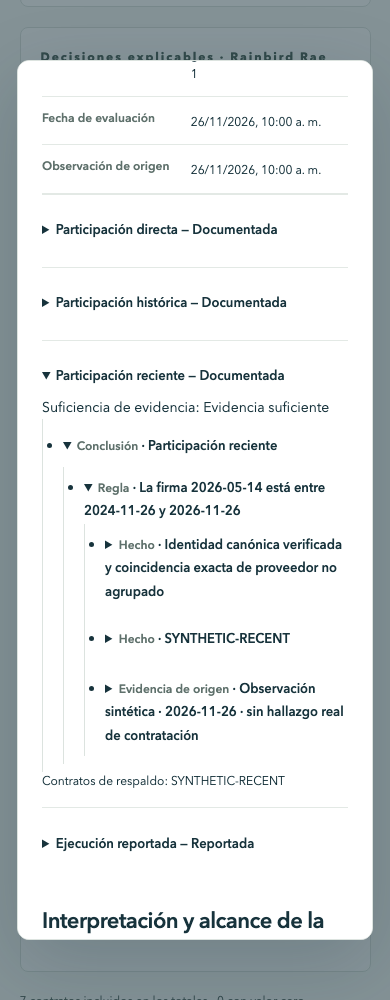 Decisiones explicables · Rainbird Rae
1
Fecha de evaluación
26/11/2026, 10:00 a. m.
Observación de origen
26/11/2026, 10:00 a. m.
▶ Participación directa — Documentada
▶ Participación histórica — Documentada
▼ Participación reciente — Documentada
Suficiencia de evidencia: Evidencia suficiente
• ▼ Conclusión · Participación reciente
• ▼ Regla · La firma 2026-05-14 está entre
2024-11-26 y 2026-11-26
• ▶ Hecho · Identidad canónica verificada
y coincidencia exacta de proveedor no
agrupado
• ▶ Hecho · SYNTHETIC-RECENT
• ▶ Evidencia de origen · Observación
sintética · 2026-11-26 · sin hallazgo real
de contratación
Contratos de respaldo: SYNTHETIC-RECENT
▶ Ejecución reportada — Reportada
Interpretación y alcance de la